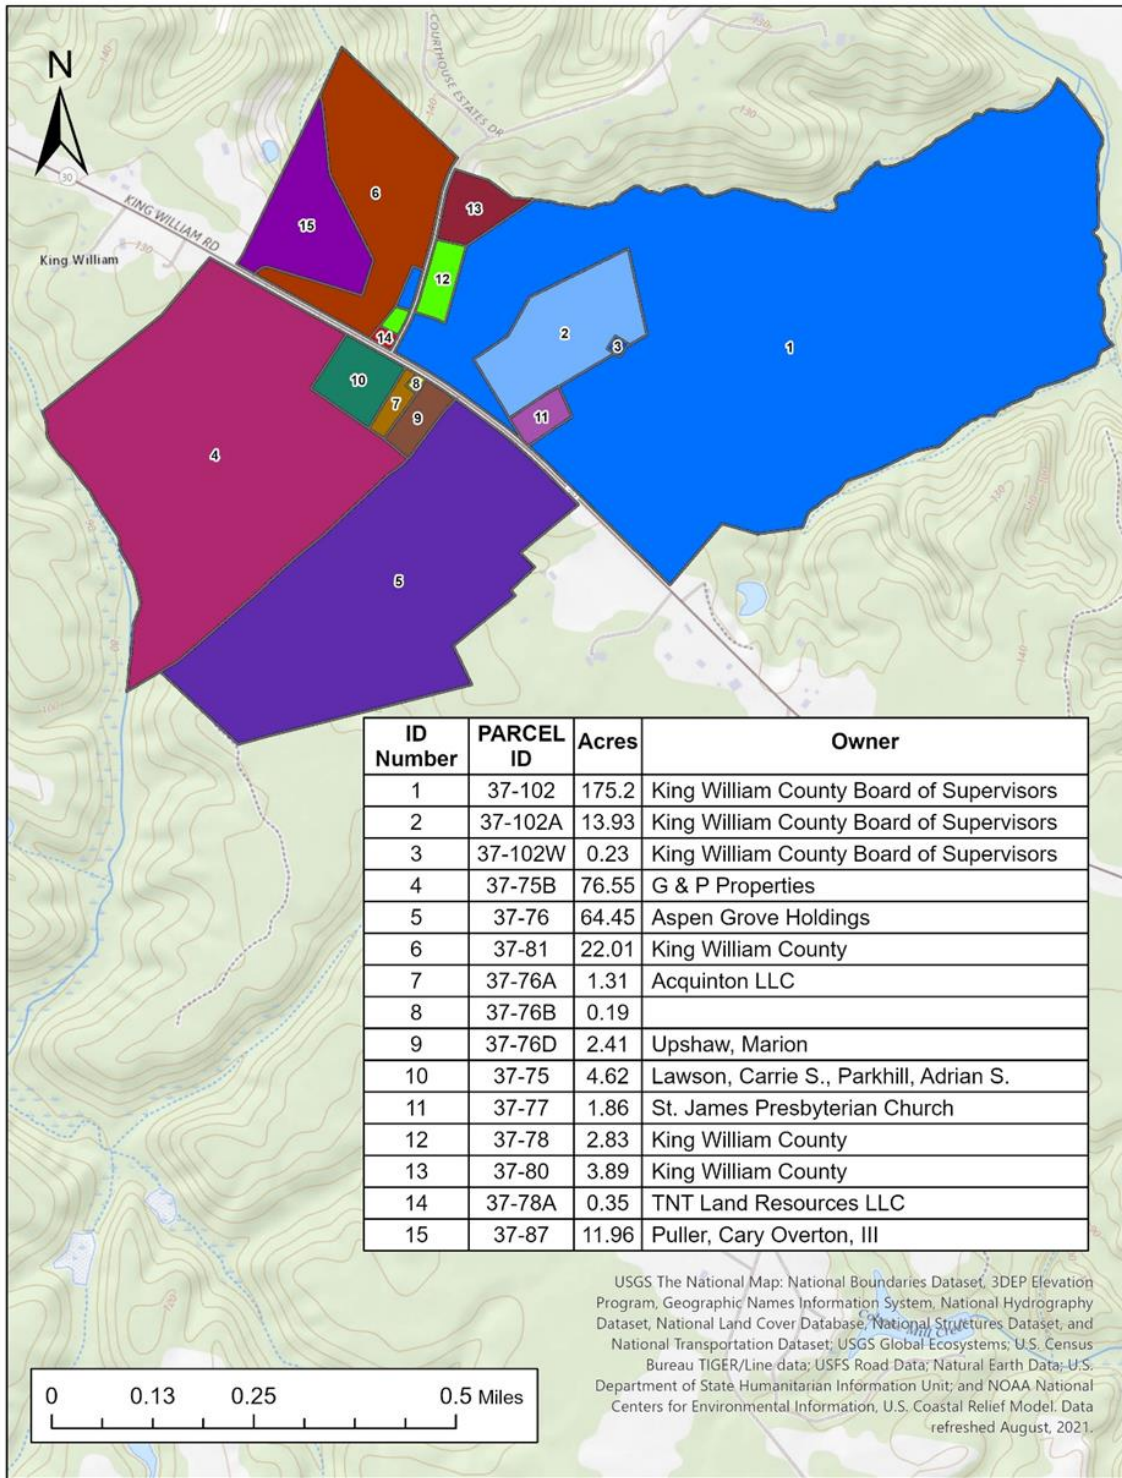 N
COURTHOUSE ESTATES DR
140
130
140
130
30
KING WILLIAM RD
King William
130
6
15
13
12
14
2
3
1
10
8
7
9
11
4
5
90
90
100
130
140
140
ID Number | PARCEL ID | Acres | Owner
1 | 37-102 | 175.2 | King William County Board of Supervisors
2 | 37-102A | 13.93 | King William County Board of Supervisors
3 | 37-102W | 0.23 | King William County Board of Supervisors
4 | 37-75B | 76.55 | G & P Properties
5 | 37-76 | 64.45 | Aspen Grove Holdings
6 | 37-81 | 22.01 | King William County
7 | 37-76A | 1.31 | Acquinton LLC
8 | 37-76B | 0.19
9 | 37-76D | 2.41 | Upshaw, Marion
10 | 37-75 | 4.62 | Lawson, Carrie S., Parkhill, Adrian S.
11 | 37-77 | 1.86 | St. James Presbyterian Church
12 | 37-78 | 2.83 | King William County
13 | 37-80 | 3.89 | King William County
14 | 37-78A | 0.35 | TNT Land Resources LLC
15 | 37-87 | 11.96 | Puller, Cary Overton, III
USGS The National Map: National Boundaries Dataset, 3DEP Elevation
Program, Geographic Names Information System, National Hydrography
Dataset, National Land Cover Database, National Structures Dataset, and
National Transportation Dataset; USGS Global Ecosystems; U.S. Census
Bureau TIGER/Line data; USFS Road Data; Natural Earth Data; U.S.
Department of State Humanitarian Information Unit; and NOAA National
Centers for Environmental Information, U.S. Coastal Relief Model. Data
refreshed August, 2021.
0 0.13 0.25 0.5 Miles